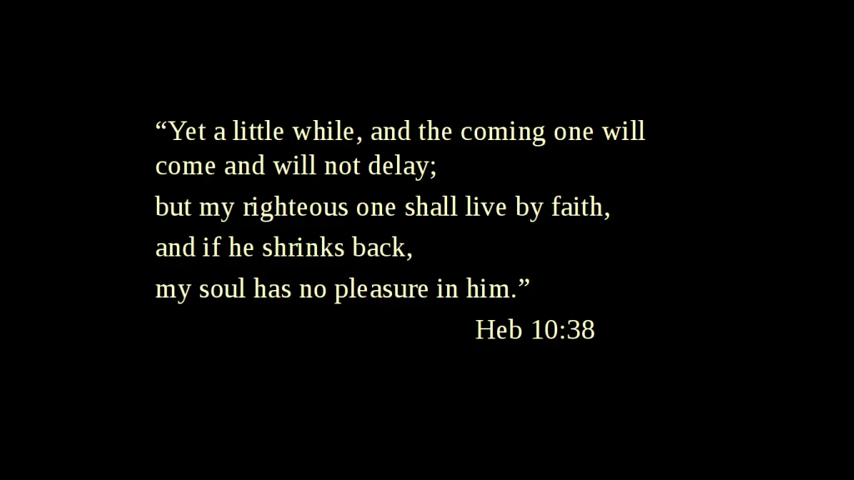 “Yet a little while, and the coming one will
come and will not delay;
but my righteous one shall live by faith,
and if he shrinks back,
my soul has no pleasure in him.”
Heb 10:38